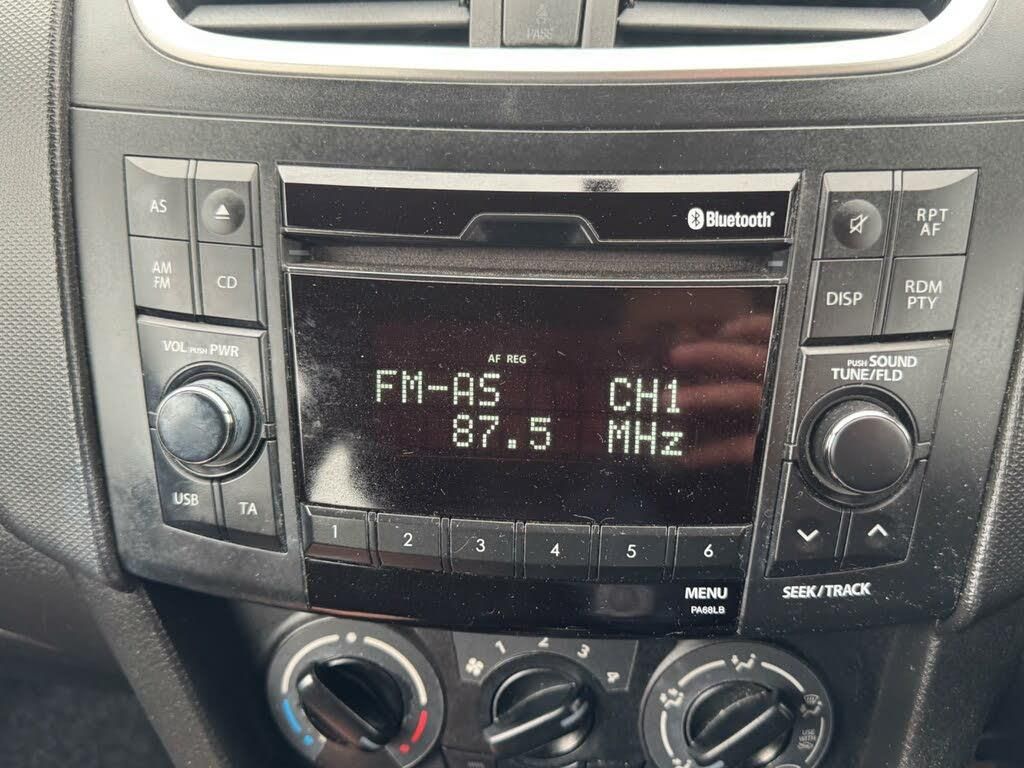 PASS
Bluetooth®
AS
AM
FM
CD
RPT
AF
DISP
RDM
PTY
VOL PUSH PWR
PUSH SOUND
TUNE/FLD
AF REG
FM-AS CH1
87.5 MHz
USB
TA
1 2 3 4 5 6
MENU
PA68LB
SEEK/TRACK
1 2 3 4
USE
WITH